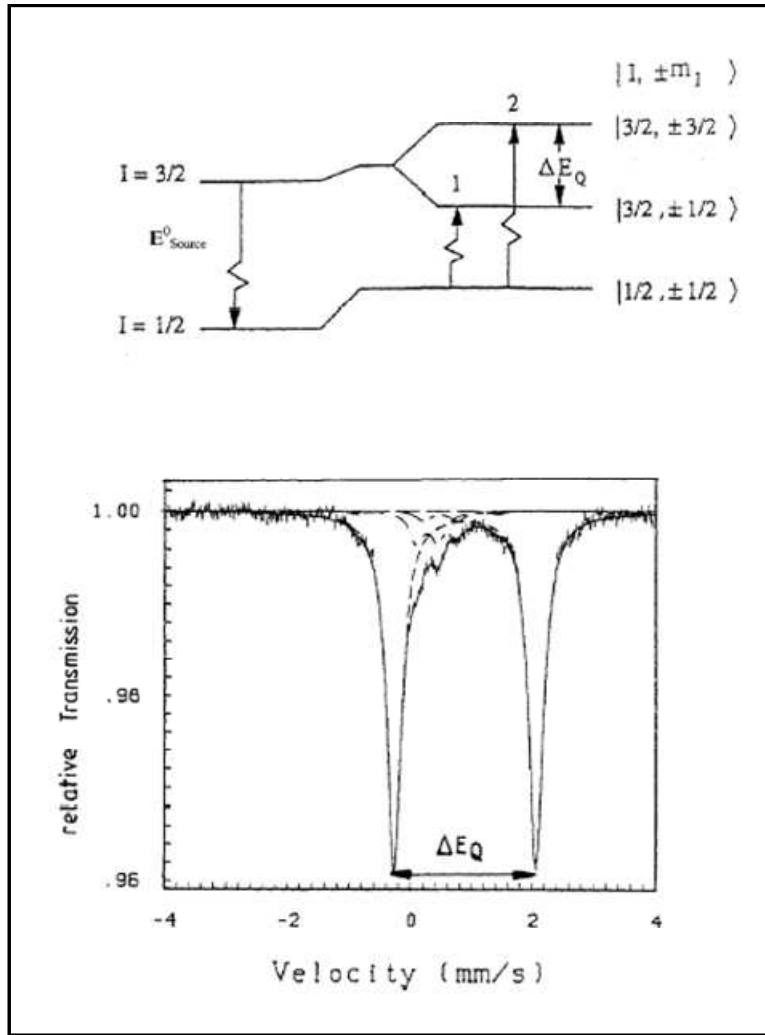 |I, ±m_I ⟩
2
|3/2, ±3/2 ⟩
I = 3/2
1
ΔE_Q
|3/2, ±1/2 ⟩
E⁰_Source
|1/2, ±1/2 ⟩
I = 1/2
1.00
relative Transmission
.96
ΔE_Q
.96
-4 -2 0 2 4
Velocity (mm/s)